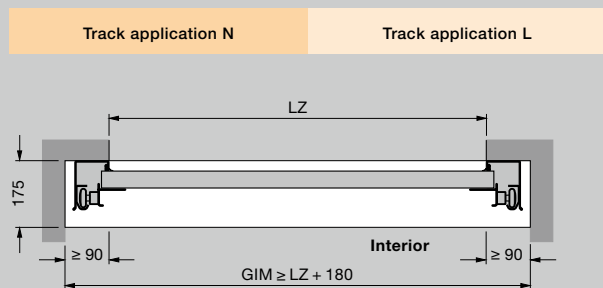 Track application N
Track application L
LZ
175
Interior
≥ 90
≥ 90
GIM ≥ LZ + 180